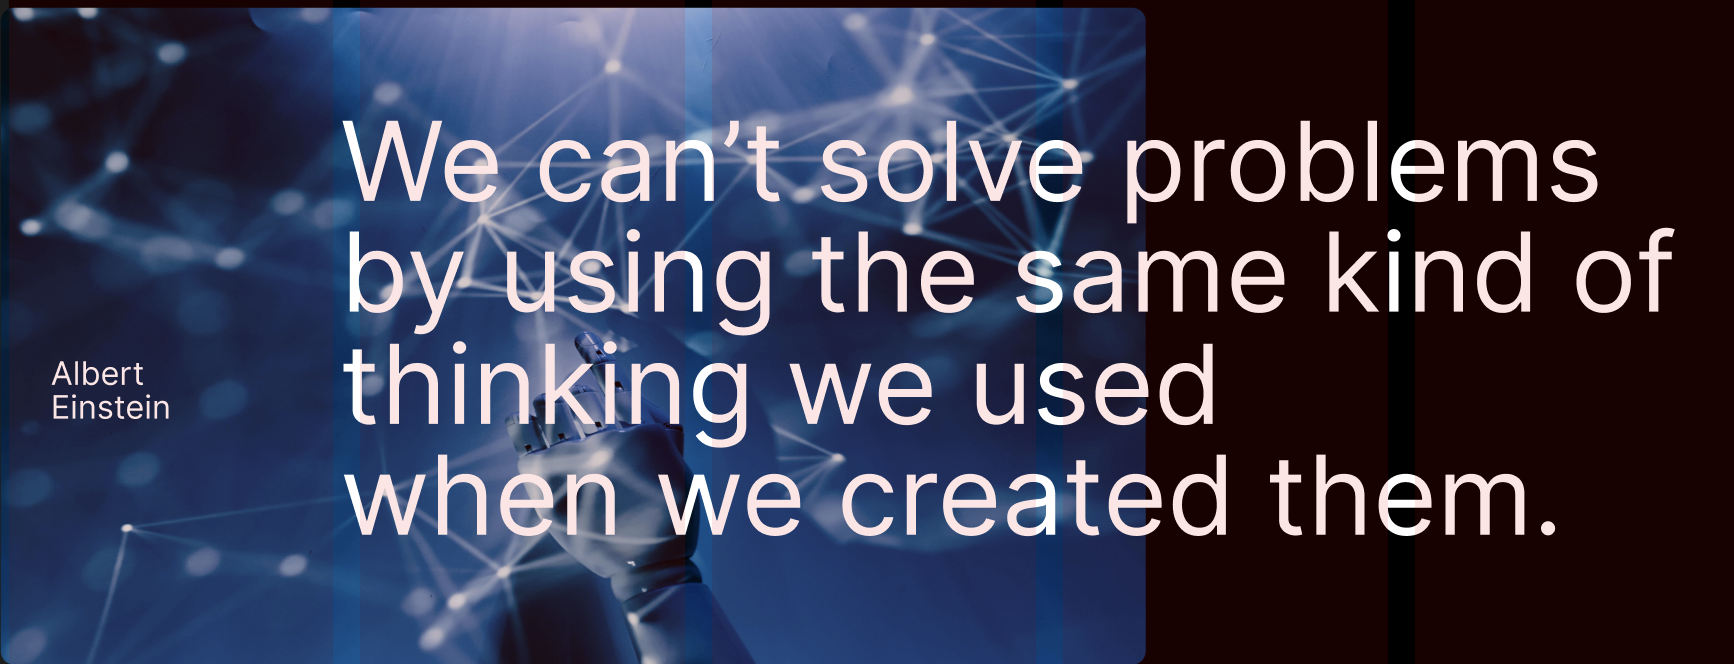 We can’t solve problems
by using the same kind of
thinking we used
when we created them.
Albert
Einstein